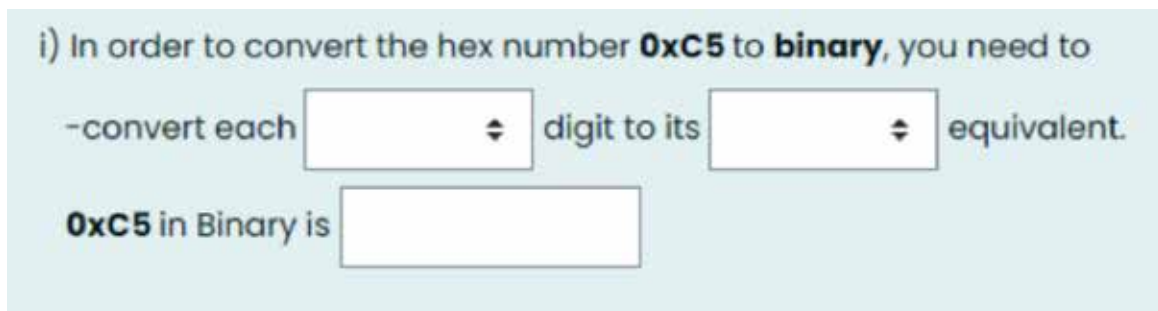 i) In order to convert the hex number 0xC5 to binary, you need to
-convert each digit to its equivalent.
0xC5 in Binary is